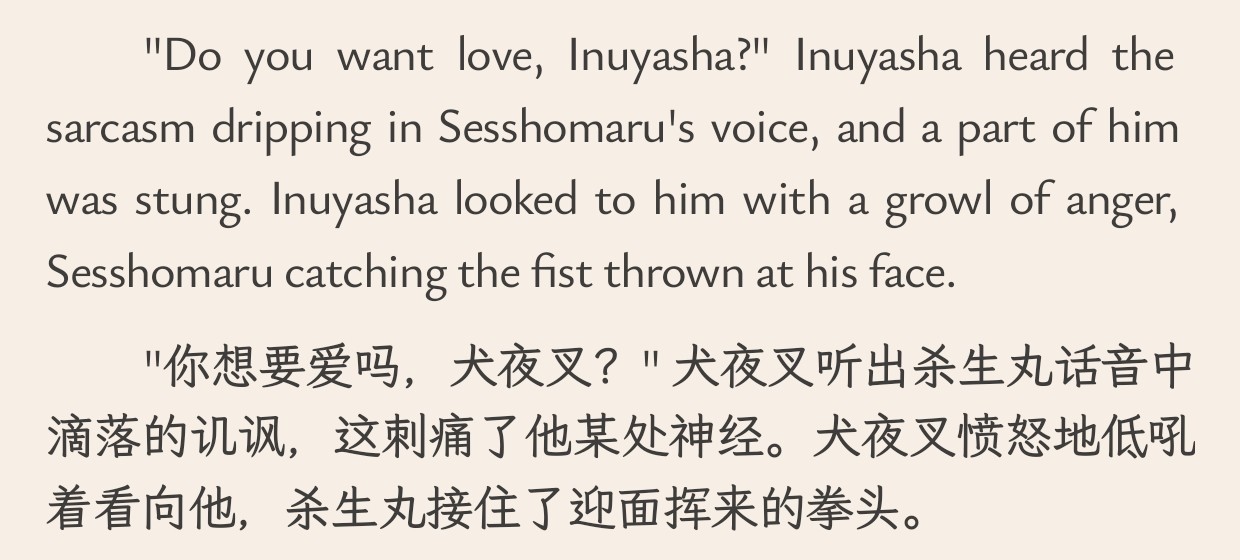 "Do you want love, Inuyasha?" Inuyasha heard the
sarcasm dripping in Sesshomaru's voice, and a part of him
was stung. Inuyasha looked to him with a growl of anger,
Sesshomaru catching the fist thrown at his face.
"你想要爱吗，犬夜叉？" 犬夜叉听出杀生丸话音中
滴落的讥讽，这刺痛了他某处神经。犬夜叉愤怒地低吼
着看向他，杀生丸接住了迎面挥来的拳头。